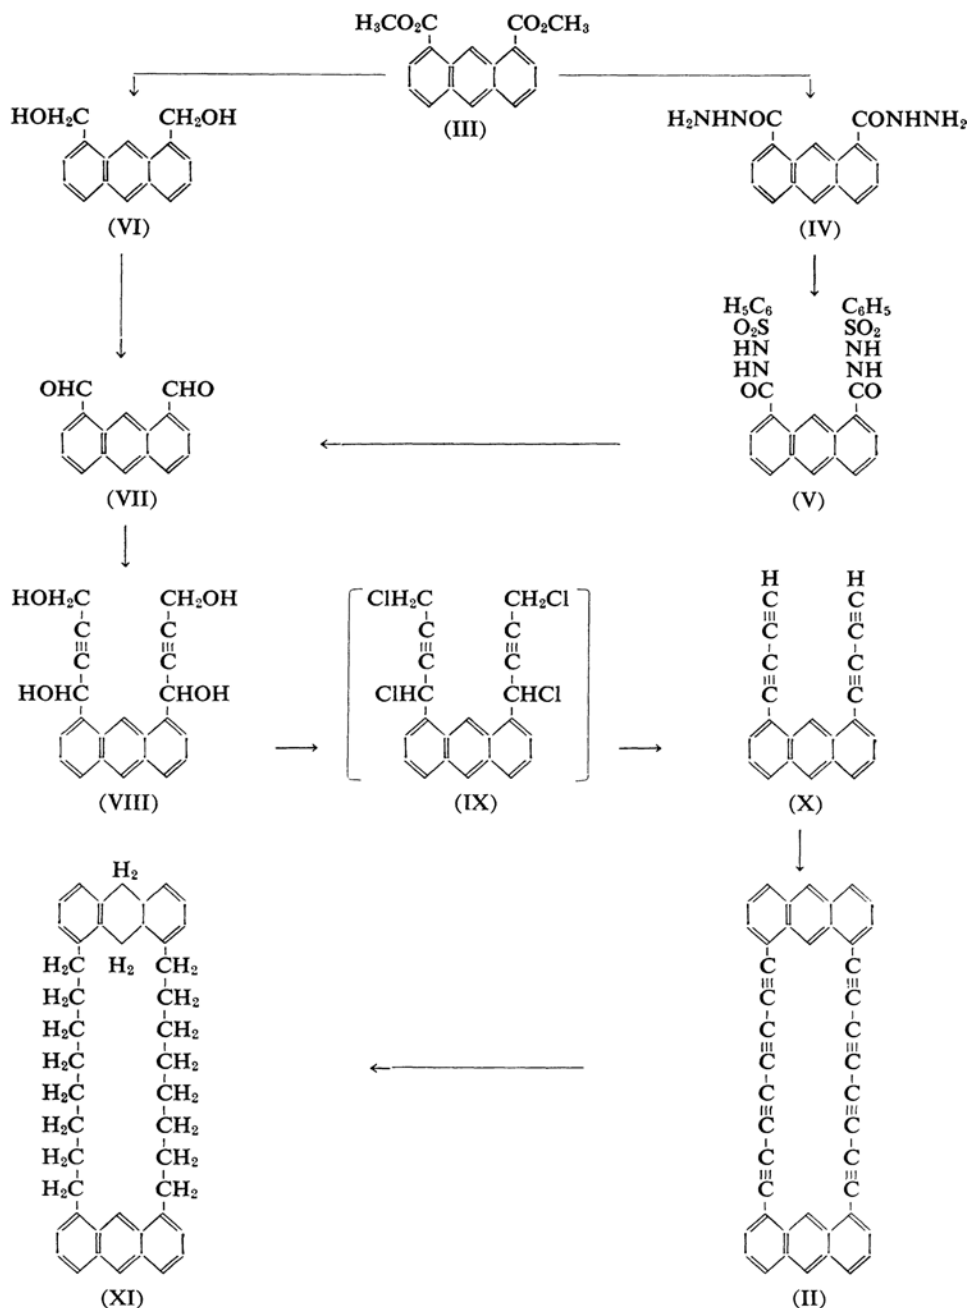 H3CO2C CO2CH3
(III)
HOH2C CH2OH
(VI)
H2NHNOC CONHNH2
(IV)
H5C6 C6H5
O2S SO2
HN NH
HN NH
OC CO
(V)
OHC CHO
(VII)
HOH2C CH2OH
C C
C C
HOHC CHOH
(VIII)
ClH2C CH2Cl
C C
C C
ClHC CHCl
(IX)
H H
C C
C C
C C
C C
(X)
H2
H2
H2C CH2
H2C CH2
H2C CH2
H2C CH2
H2C CH2
H2C CH2
H2C CH2
H2C CH2
(XI)
C C
C C
C C
C C
C C
C C
C C
C C
(II)